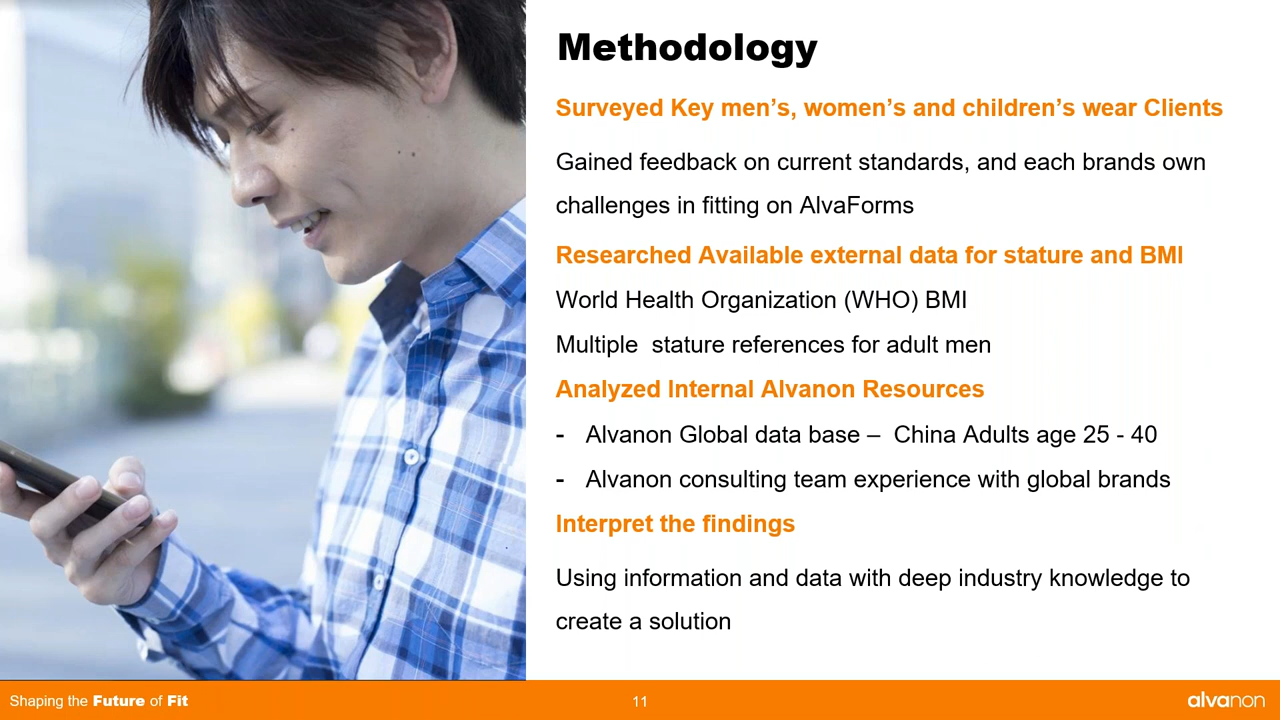 Methodology
Surveyed Key men’s, women’s and children’s wear Clients
Gained feedback on current standards, and each brands own
challenges in fitting on AlvaForms
Researched Available external data for stature and BMI
World Health Organization (WHO) BMI
Multiple  stature references for adult men
Analyzed Internal Alvanon Resources
- Alvanon Global data base –  China Adults age 25 - 40
- Alvanon consulting team experience with global brands
Interpret the findings
Using information and data with deep industry knowledge to
create a solution
Shaping the Future of Fit
11
alvanon